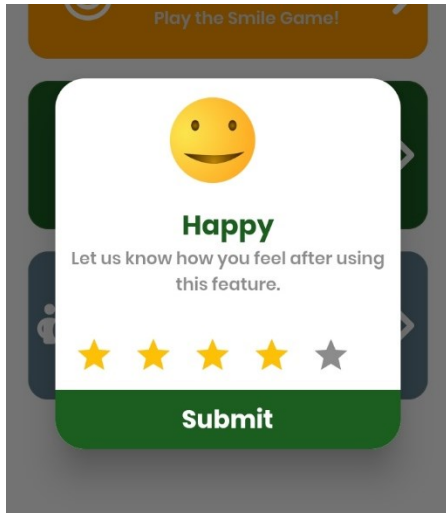 Play the Smile Game!
Happy
Let us know how you feel after using
this feature.
Submit